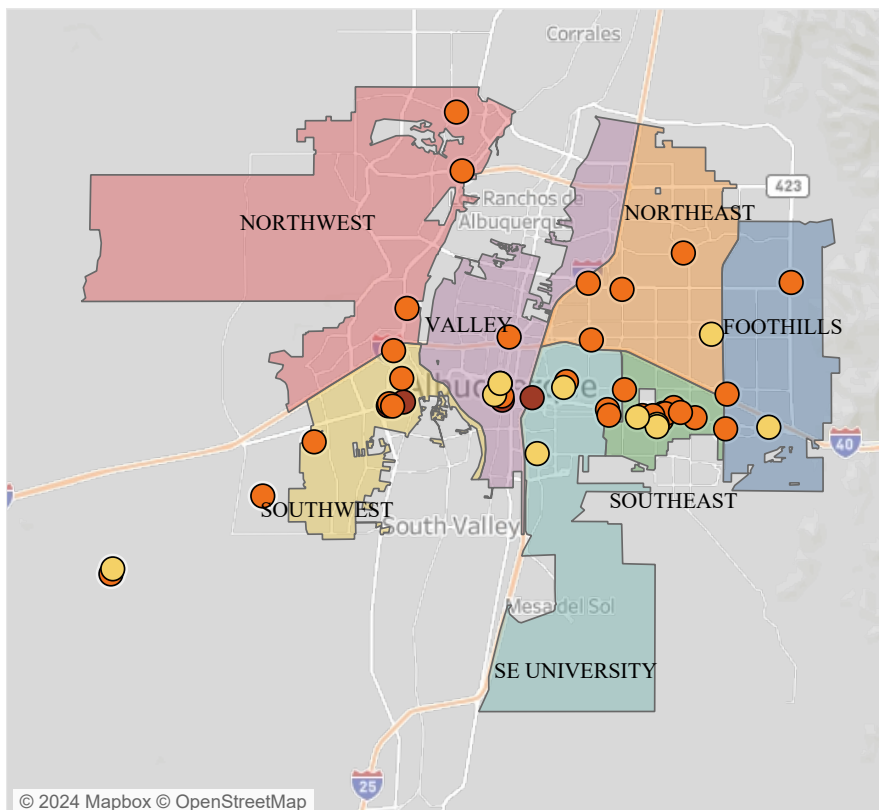 Corrales
423
Los Ranchos de
Albuquerque
NORTHWEST
NORTHEAST
VALLEY
FOOTHILLS
Albuquerque
40
SOUTHEAST
SOUTHWEST
South Valley
Mesa del Sol
SE UNIVERSITY
25
© 2024 Mapbox © OpenStreetMap